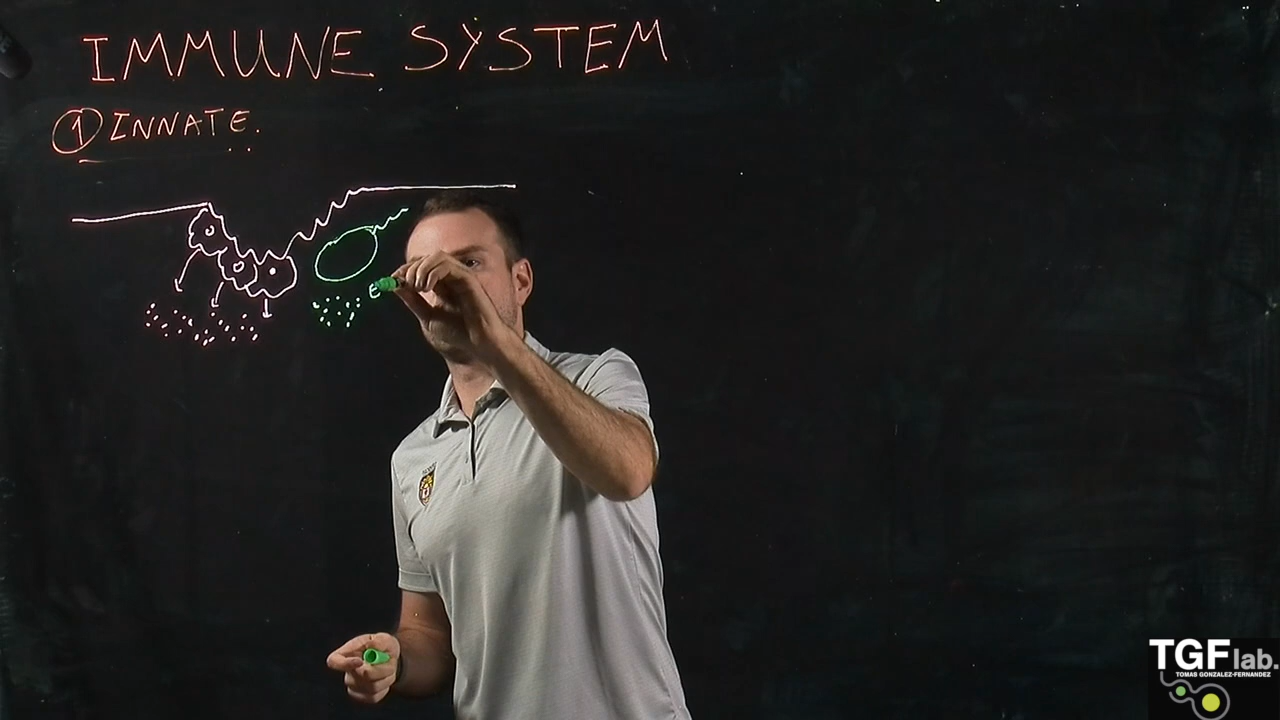 IMMUNE SYSTEM
① INNATE.
TGF lab.
TOMAS GONZALEZ-FERNANDEZ